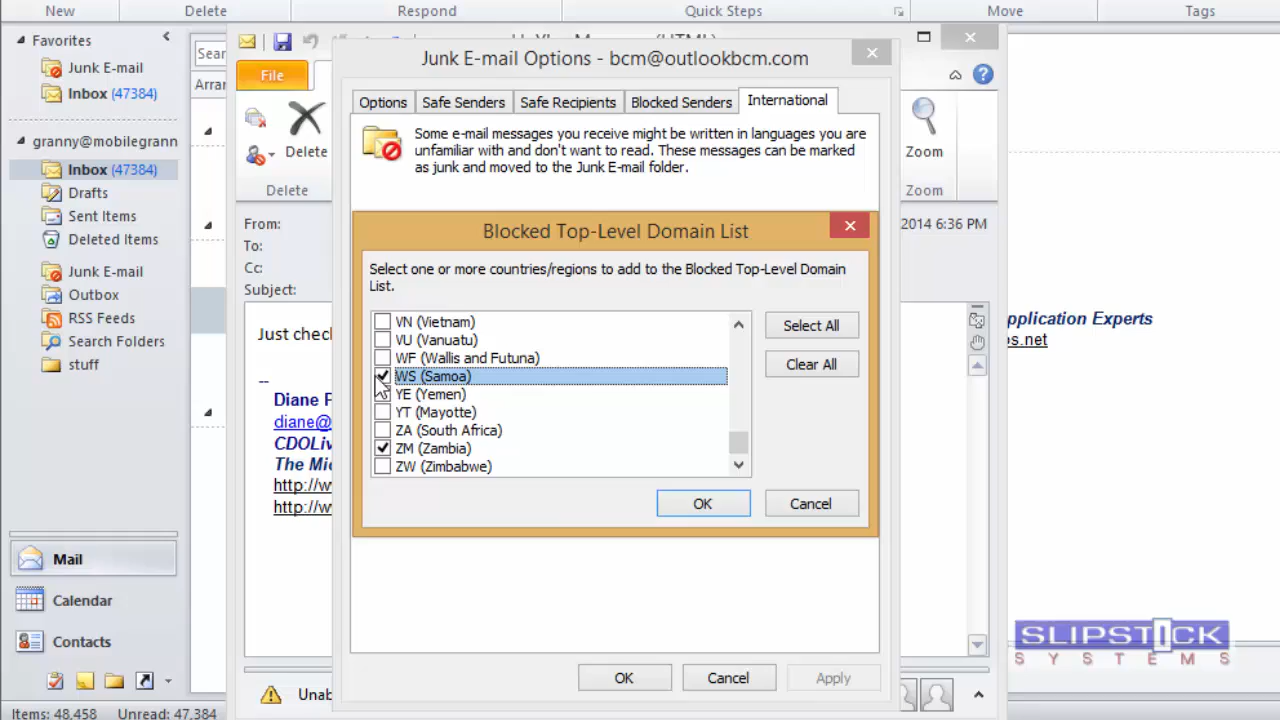 New
Delete
Respond
Quick Steps
Move
Tags
Favorites
Junk E-mail
Inbox (47384)
granny@mobilegrann
Inbox (47384)
Drafts
Sent Items
Deleted Items
Junk E-mail
Outbox
RSS Feeds
Search Folders
stuff
Mail
Calendar
Contacts
Items: 48,458 Unread: 47,384
Sear
Arran
File
Delete
Delete
Zoom
Zoom
From:
To:
Cc:
Subject:
2014 6:36 PM
Just chec
--
Diane P
diane@
CDOLiv
The Mic
http://w
http://w
pplication Experts
os.net
Unab
Junk E-mail Options - bcm@outlookbcm.com
Options
Safe Senders
Safe Recipients
Blocked Senders
International
Some e-mail messages you receive might be written in languages you are
unfamiliar with and don't want to read. These messages can be marked
as junk and moved to the Junk E-mail folder.
Blocked Top-Level Domain List
Select one or more countries/regions to add to the Blocked Top-Level Domain
List.
VN (Vietnam)
VU (Vanuatu)
WF (Wallis and Futuna)
WS (Samoa)
YE (Yemen)
YT (Mayotte)
ZA (South Africa)
ZM (Zambia)
ZW (Zimbabwe)
Select All
Clear All
OK
Cancel
OK
Cancel
Apply
SLIPSTICK
SYSTEMS